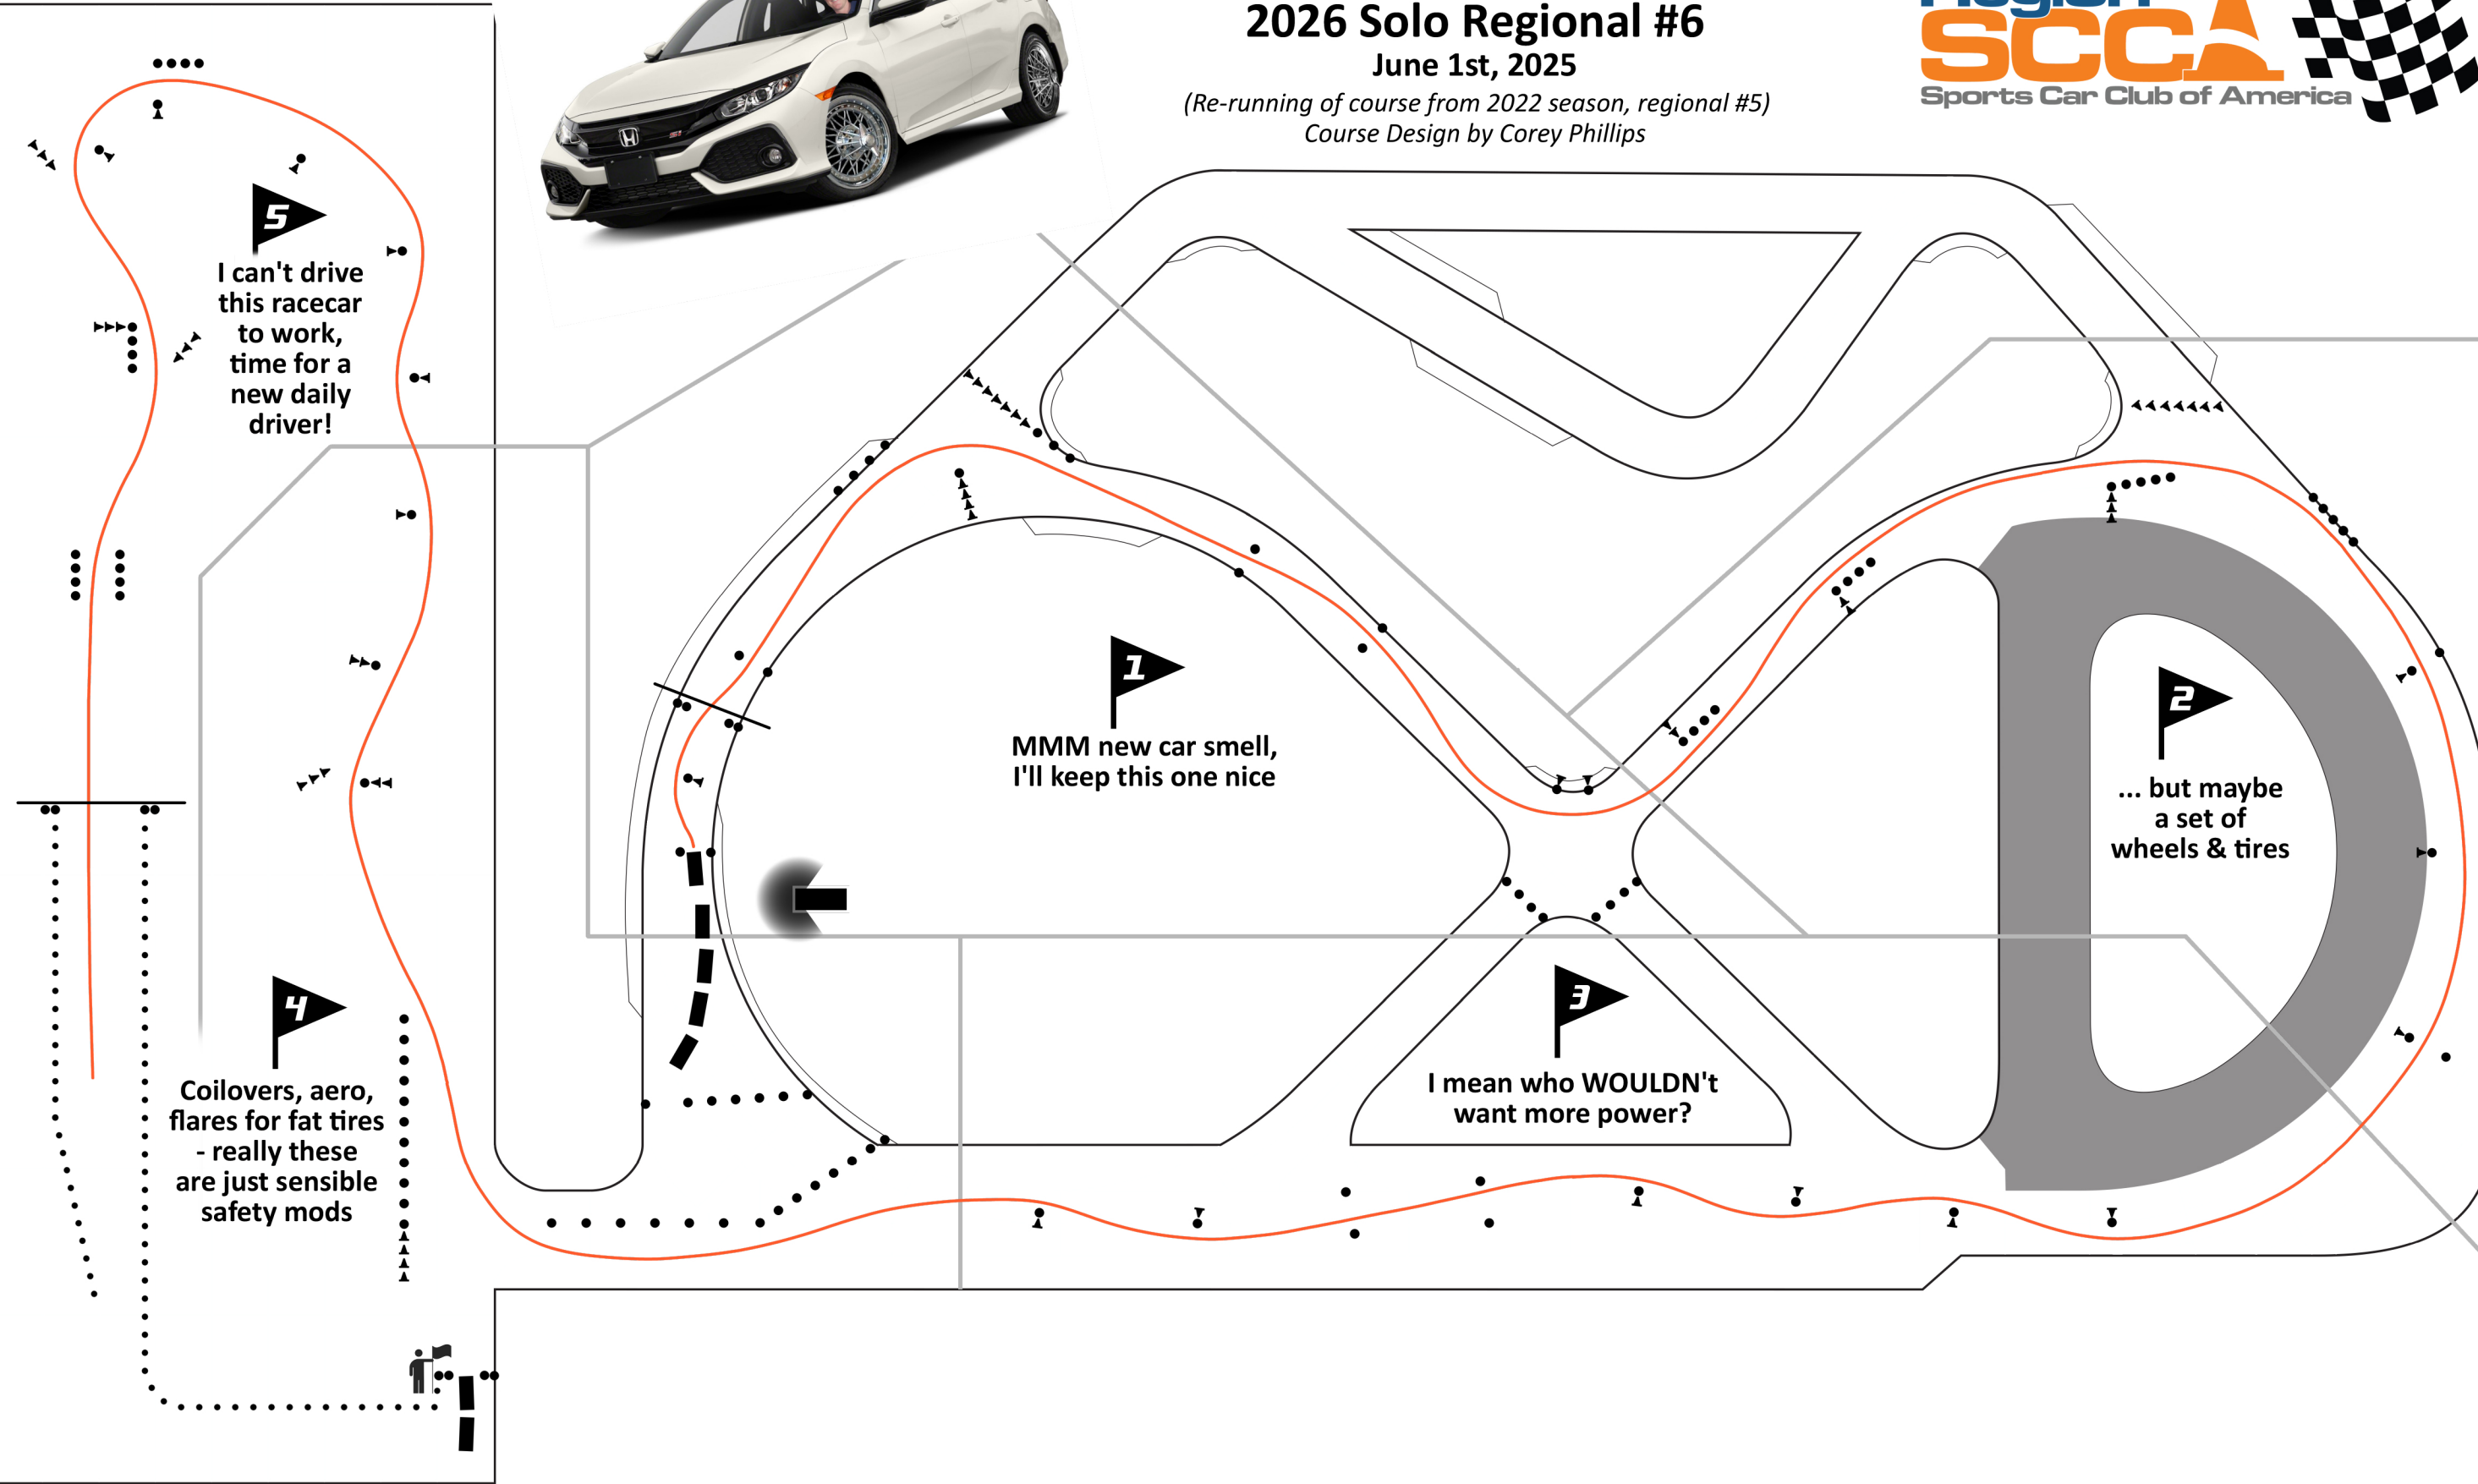 2026 Solo Regional #6
June 1st, 2025
(Re-running of course from 2022 season, regional #5)
Course Design by Corey Phillips
Region
SCCA
Sports Car Club of America
5
I can't drive
this racecar
to work,
time for a
new daily
driver!
1
MMM new car smell,
I'll keep this one nice
2
... but maybe
a set of
wheels & tires
3
I mean who WOULDN't
want more power?
4
Coilovers, aero,
flares for fat tires
- really these
are just sensible
safety mods